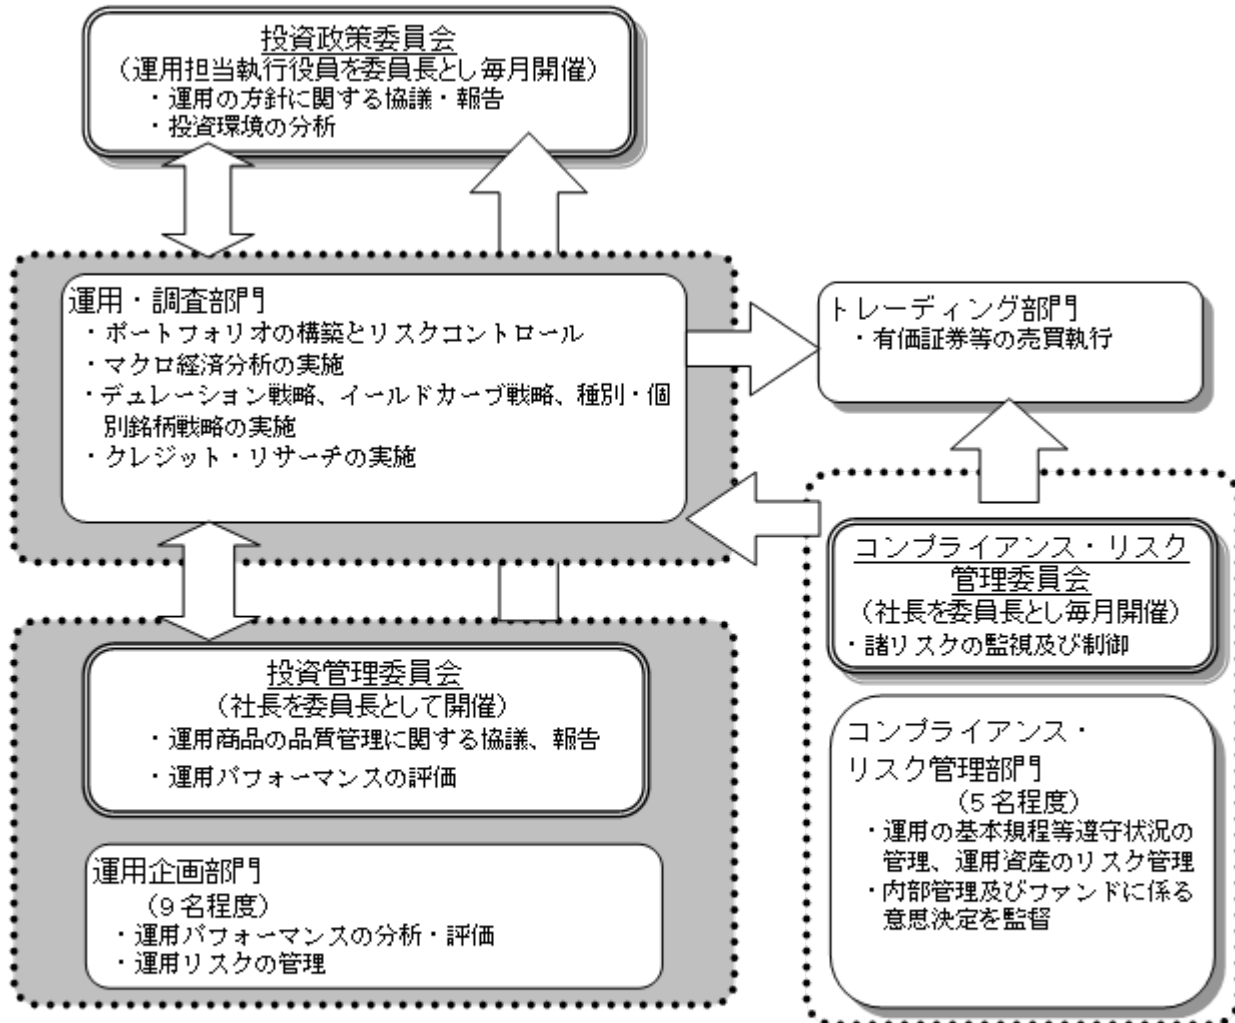 投資政策委員会
（運用担当執行役員を委員長とし毎月開催）
・運用の方針に関する協議・報告
・投資環境の分析
運用・調査部門
・ポートフォリオの構築とリスクコントロール
・マクロ経済分析の実施
・デュレーション戦略、イールドカーブ戦略、種別・個
別銘柄戦略の実施
・クレジット・リサーチの実施
トレーディング部門
・有価証券等の売買執行
コンプライアンス・リスク
管理委員会
（社長を委員長とし毎月開催）
・諸リスクの監視及び制御
投資管理委員会
（社長を委員長として開催）
・運用商品の品質管理に関する協議、報告
・運用パフォーマンスの評価
コンプライアンス・
リスク管理部門
（５名程度）
・運用の基本規程等遵守状況の
管理、運用資産のリスク管理
・内部管理及びファンドに係る
意思決定を監督
運用企画部門
（９名程度）
・運用パフォーマンスの分析・評価
・運用リスクの管理